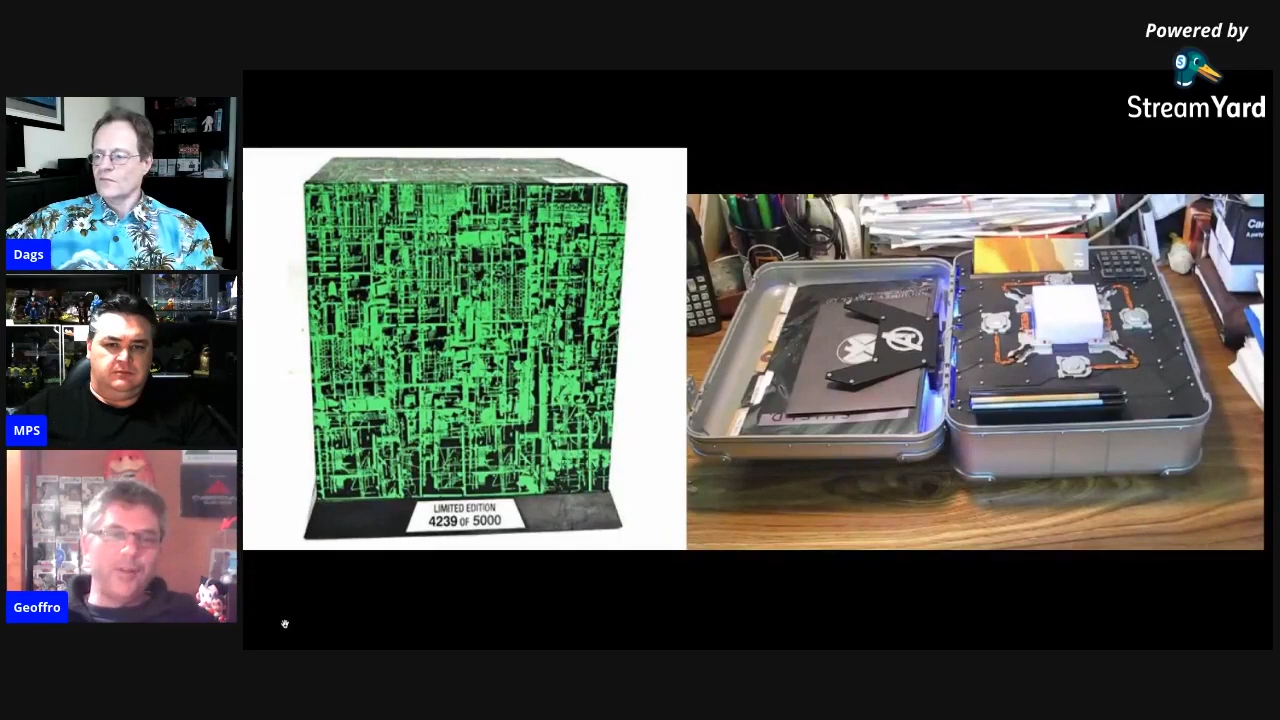 Powered by
StreamYard
Dags
MPS
Geoffro
LIMITED EDITION
4239 OF 5000